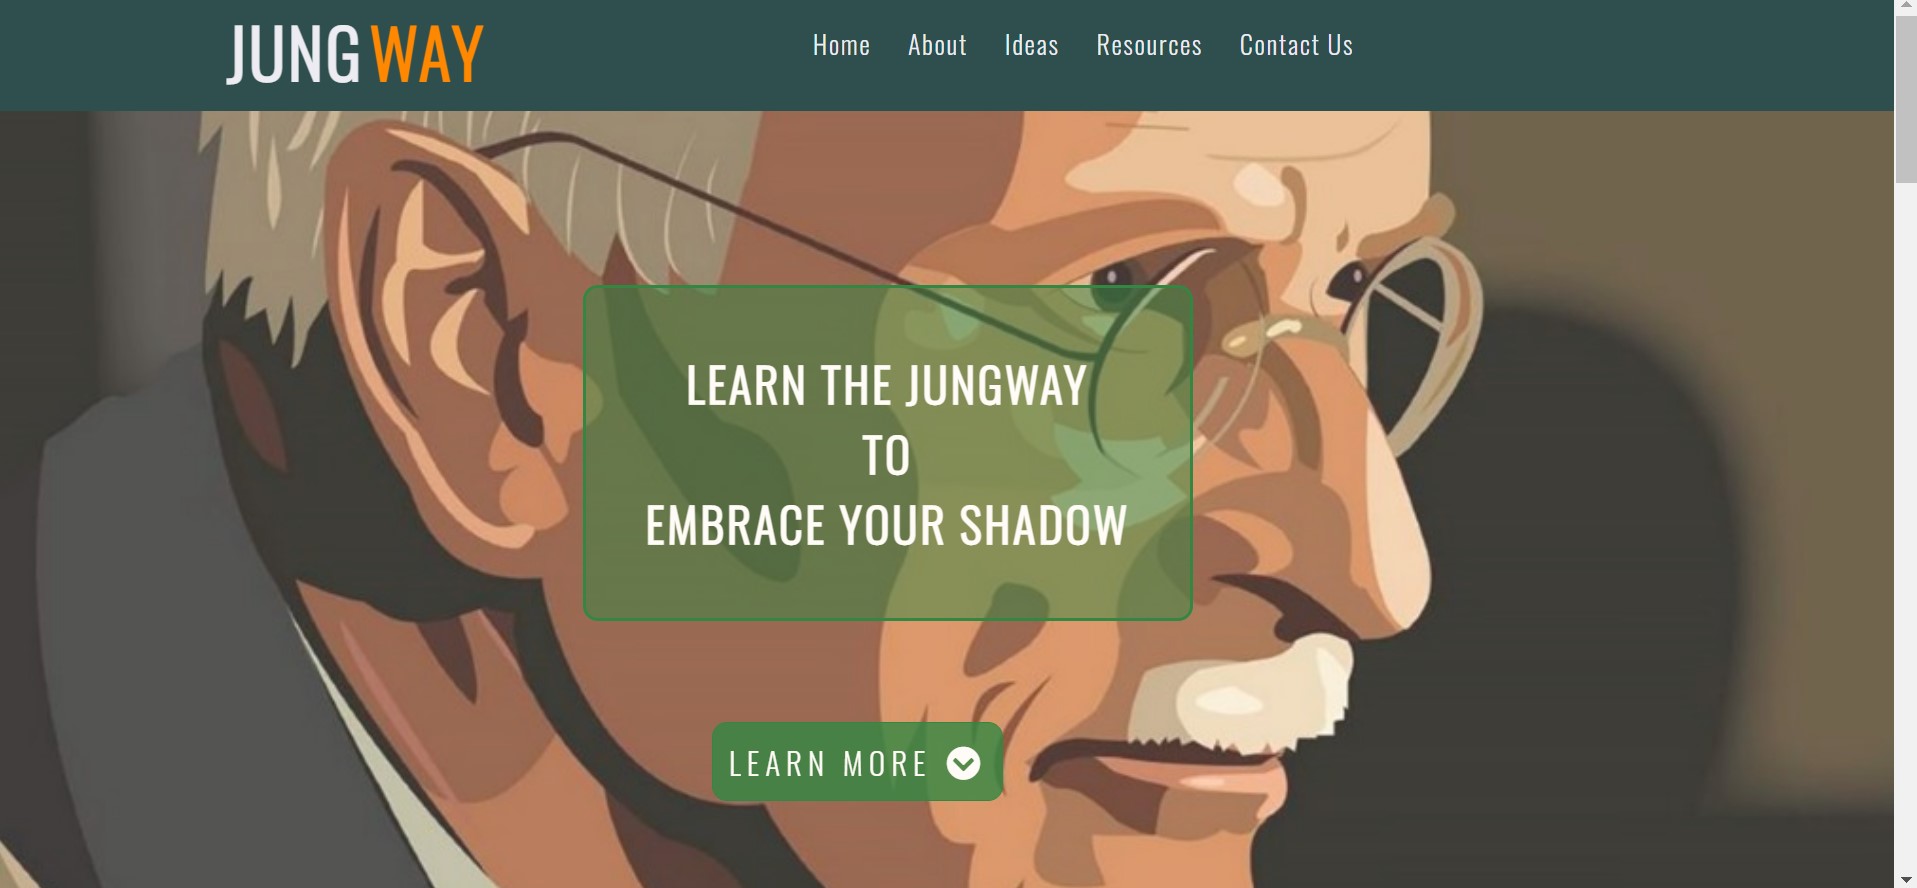 JUNG WAY
Home About Ideas Resources Contact Us
LEARN THE JUNGWAY
TO
EMBRACE YOUR SHADOW
LEARN MORE